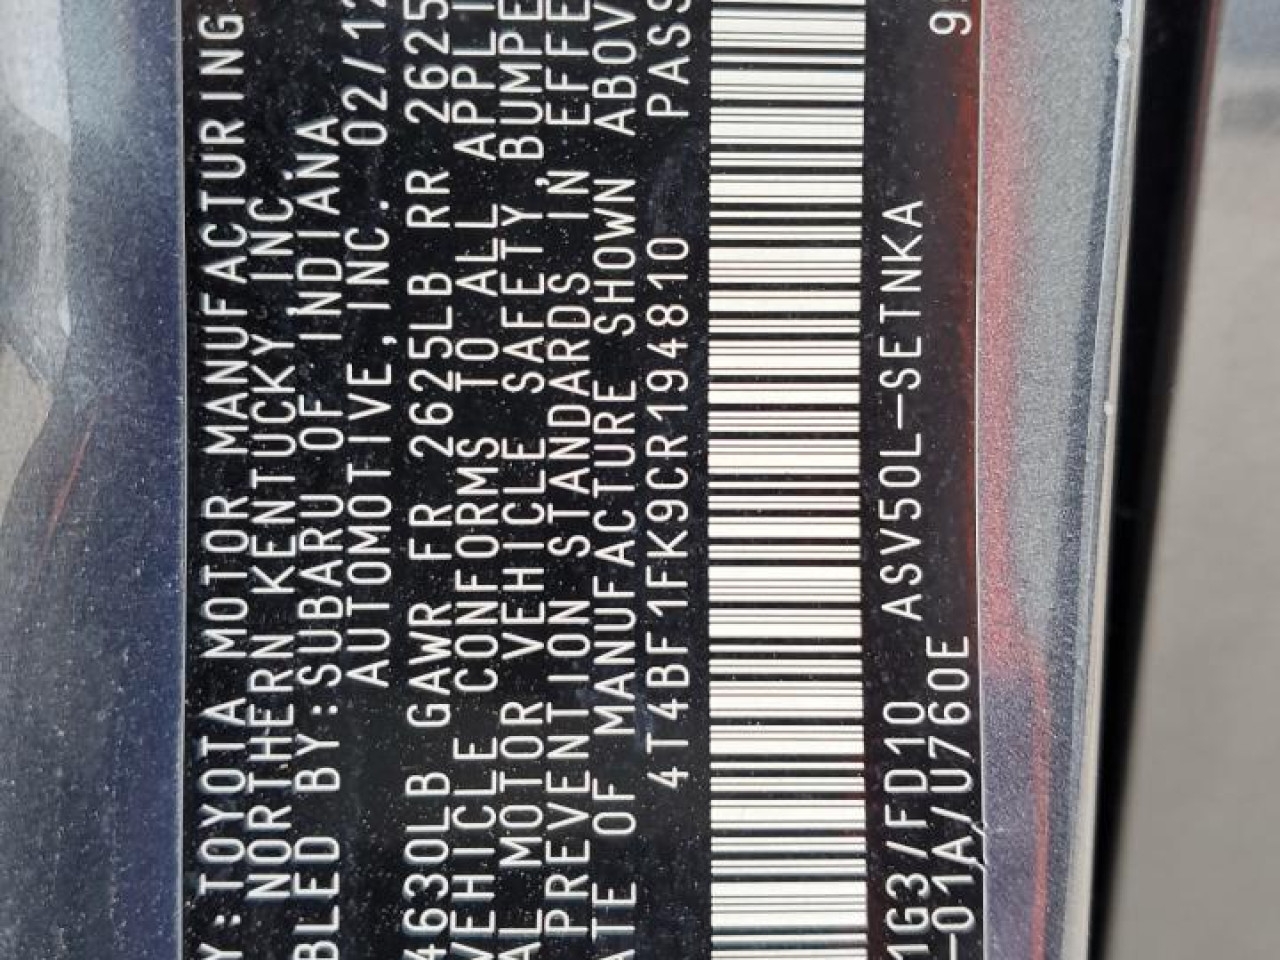 Y:TOYOTA MOTOR MANUFACTURING
NORTHERN KENTUCKY INC.
BLED BY:SUBARU OF INDIANA
AUTOMOTIVE, INC. 02/12
4630LB GAWR FR 2625LB RR 2625
VEHICLE CONFORMS TO ALL APPLI
AL MOTOR VEHICLE SAFETY, BUMPE
PREVENTION STANDARDS IN EFFE
ATE OF MANUFACTURE SHOWN ABOV
4T4BF1FK9CR194810 PASS
1G3/FD10 ASV50L-SETNKA
-01A/U760E